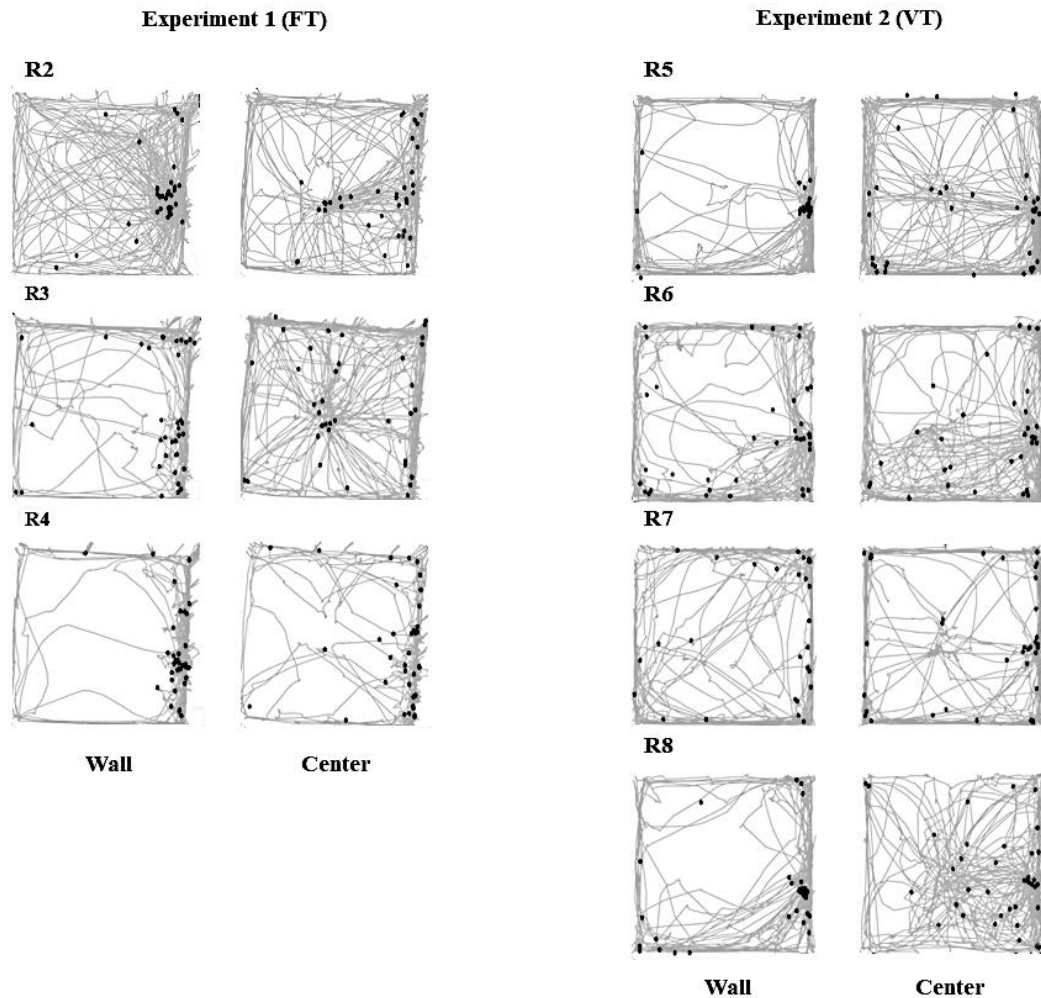 Experiment 1 (FT)
R2
R3
R4
Wall Center
Experiment 2 (VT)
R5
R6
R7
R8
Wall Center